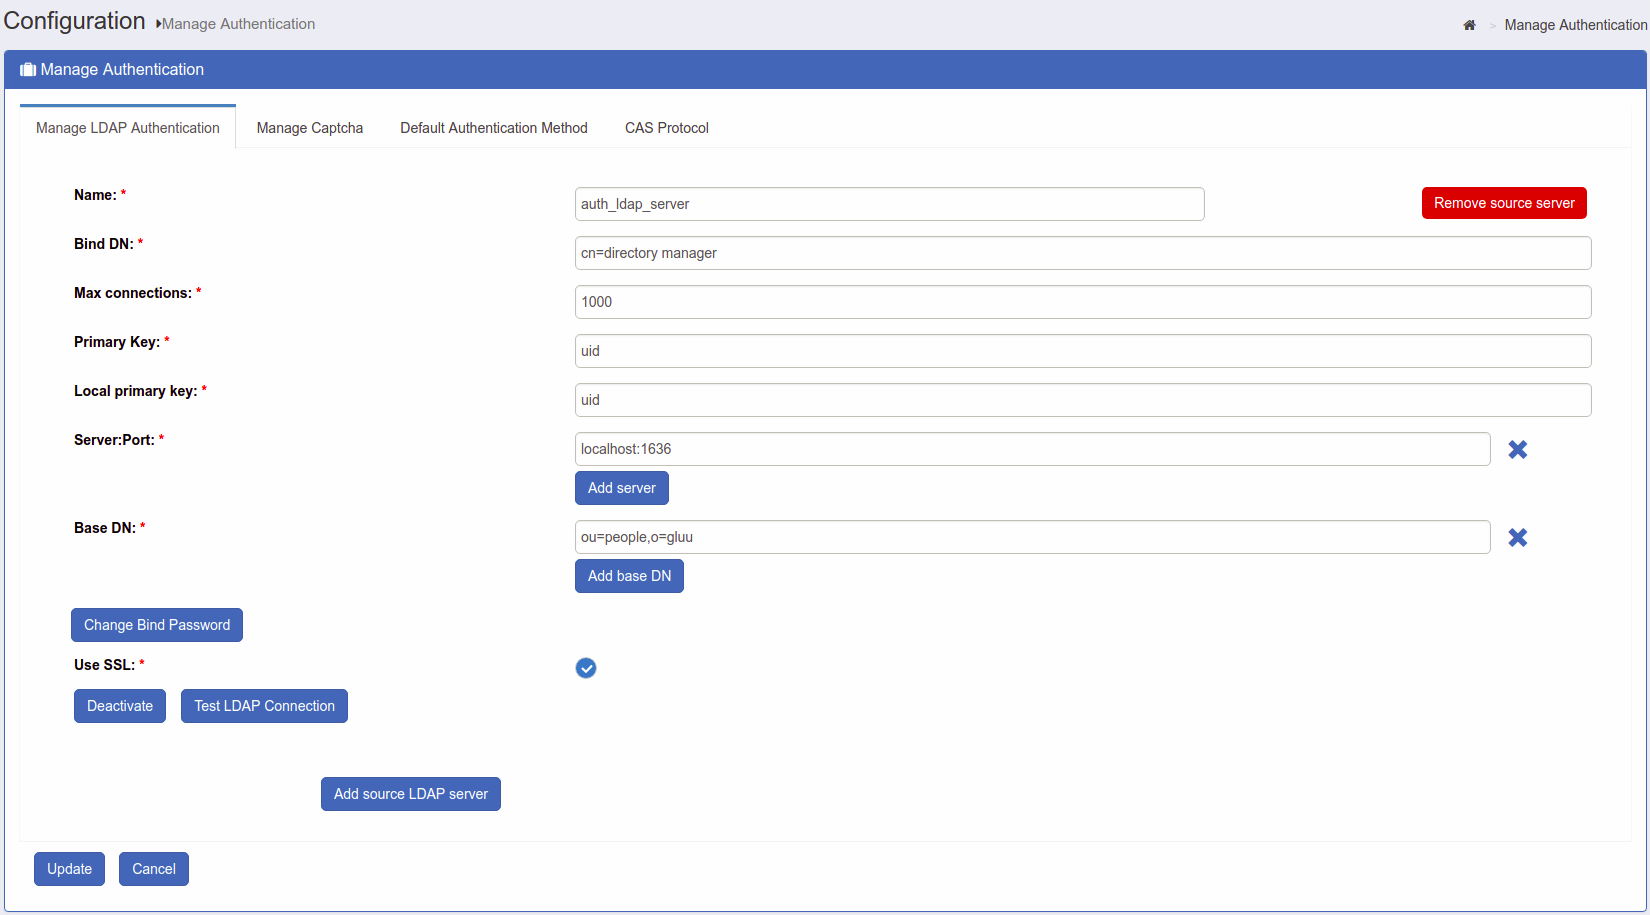 Configuration Manage Authentication
> Manage Authentication
Manage Authentication
Manage LDAP Authentication Manage Captcha Default Authentication Method CAS Protocol
Name: * auth_ldap_server Remove source server
Bind DN: * cn=directory manager
Max connections: * 1000
Primary Key: * uid
Local primary key: * uid
Server:Port: * localhost:1636
Add server
Base DN: * ou=people,o=gluu
Add base DN
Change Bind Password
Use SSL: *
Deactivate Test LDAP Connection
Add source LDAP server
Update Cancel